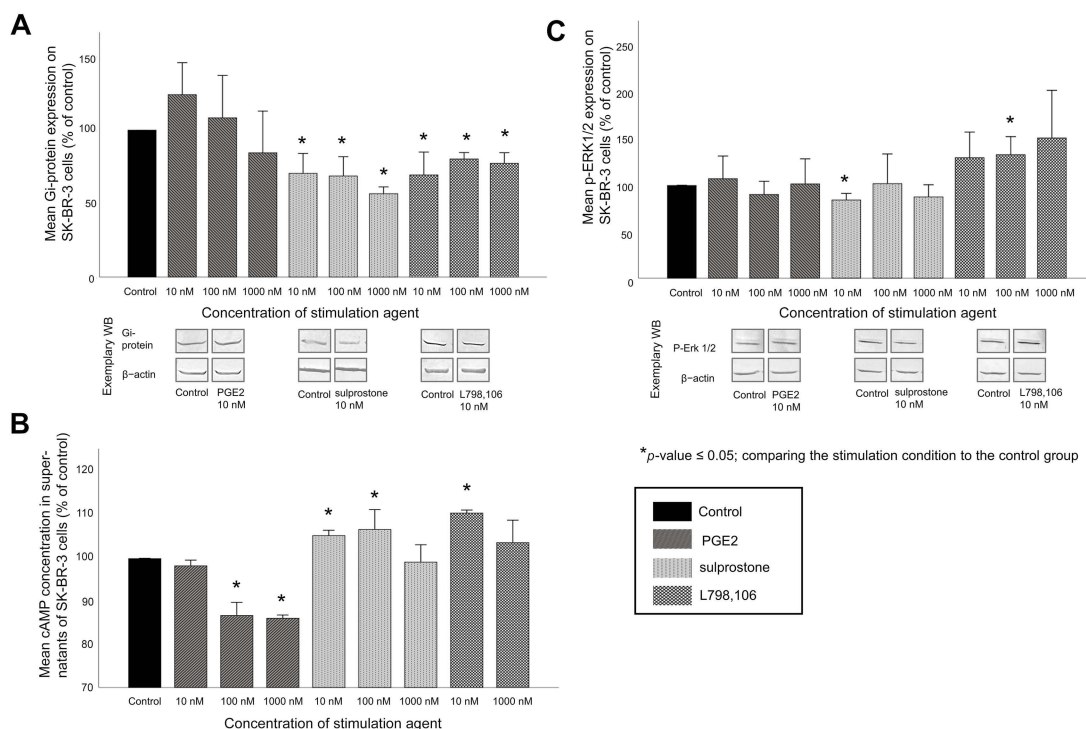 A
Mean Gi-protein expression on
SK-BR-3 cells (% of control)
150
100
50
0
Control 10 nM 100 nM 1000 nM 10 nM 100 nM 1000 nM 10 nM 100 nM 1000 nM
* * * * * *
Concentration of stimulation agent
Exemplary WB
Gi-
protein
β−actin
Control PGE2
10 nM
Control sulprostone
10 nM
Control L798,106
10 nM
B
Mean cAMP concentration in super-
natants of SK-BR-3 cells (% of control)
120
110
100
90
80
70
* * * * *
Control 10 nM 100 nM 1000 nM 10 nM 100 nM 1000 nM 10 nM 1000 nM
Concentration of stimulation agent
C
Mean p-ERK1/2 expression on
SK-BR-3 cells (% of control)
250
200
150
100
50
0
* *
Control 10 nM 100 nM 1000 nM 10 nM 100 nM 1000 nM 10 nM 100 nM 1000 nM
Concentration of stimulation agent
Exemplary WB
P-Erk 1/2
β−actin
Control PGE2
10 nM
Control sulprostone
10 nM
Control L798,106
10 nM
*p-value ≤ 0.05; comparing the stimulation condition to the control group
Control
PGE2
sulprostone
L798,106